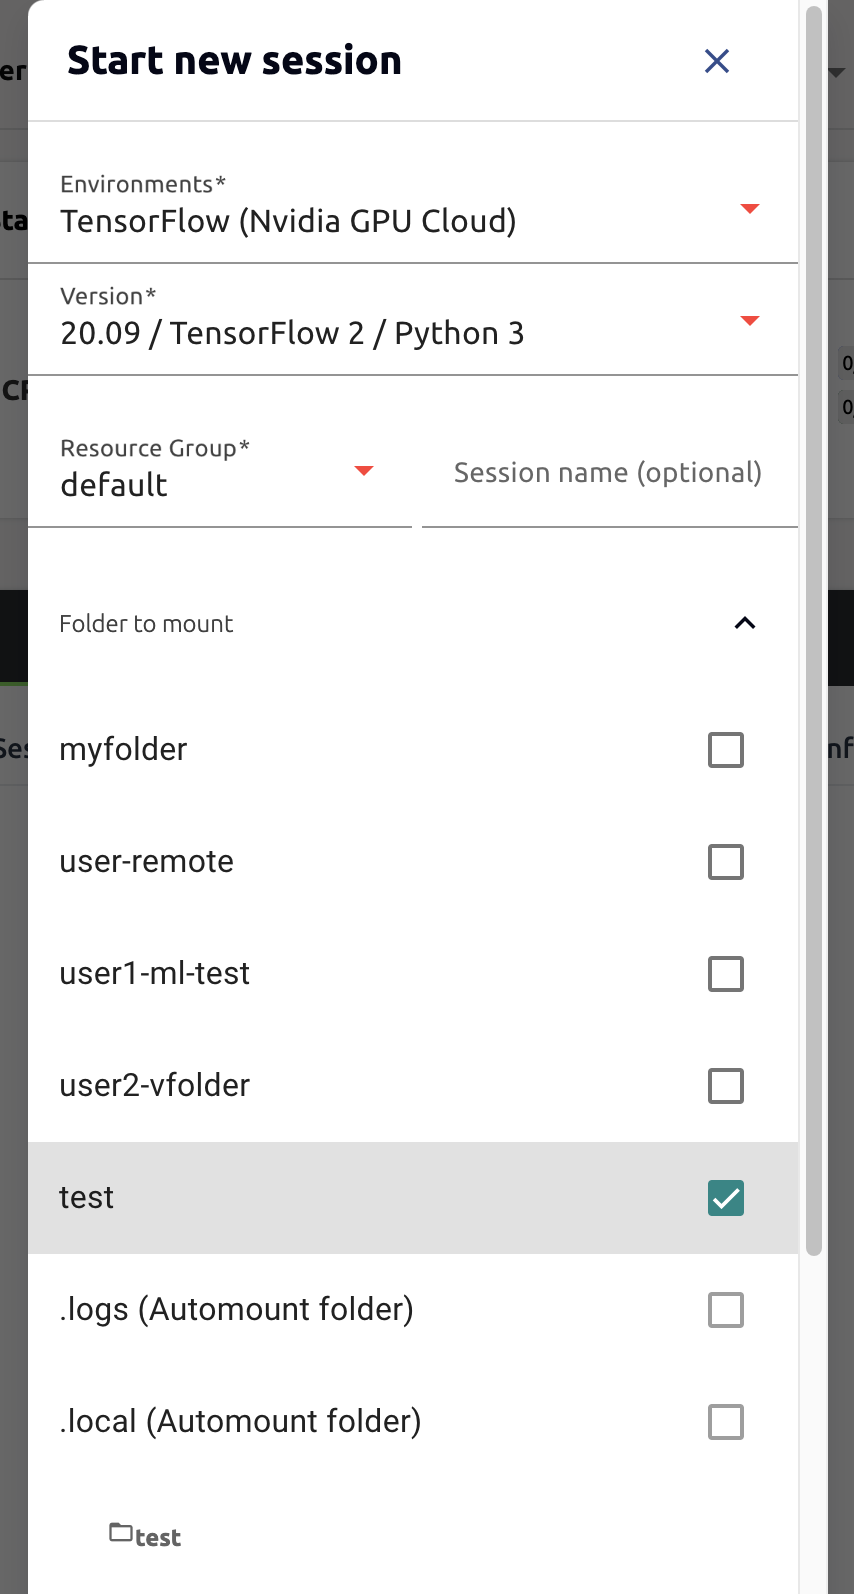 Start new session
Environments*
TensorFlow (Nvidia GPU Cloud)
Version*
20.09 / TensorFlow 2 / Python 3
Resource Group*
default
Session name (optional)
Folder to mount
myfolder
user-remote
user1-ml-test
user2-vfolder
test
.logs (Automount folder)
.local (Automount folder)
test